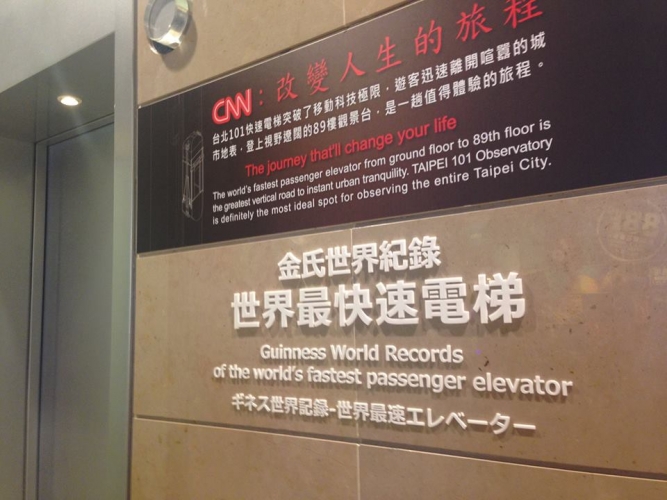 CNN:改變人生的旅程
台北101快速電梯突破了移動科技極限，遊客迅速離開喧囂的城
市地表，登上視野遼闊的89樓觀景台，是一趟值得體驗的旅程。
The journey that'll change your life
The world's fastest passenger elevator from ground floor to 89th floor is
the greatest vertical road to instant urban tranquility. TAIPEI 101 Observatory
is definitely the most ideal spot for observing the entire Taipei City.
金氏世界紀錄
世界最快速電梯
Guinness World Records
of the world's fastest passenger elevator
ギネス世界記録-世界最速エレベーター